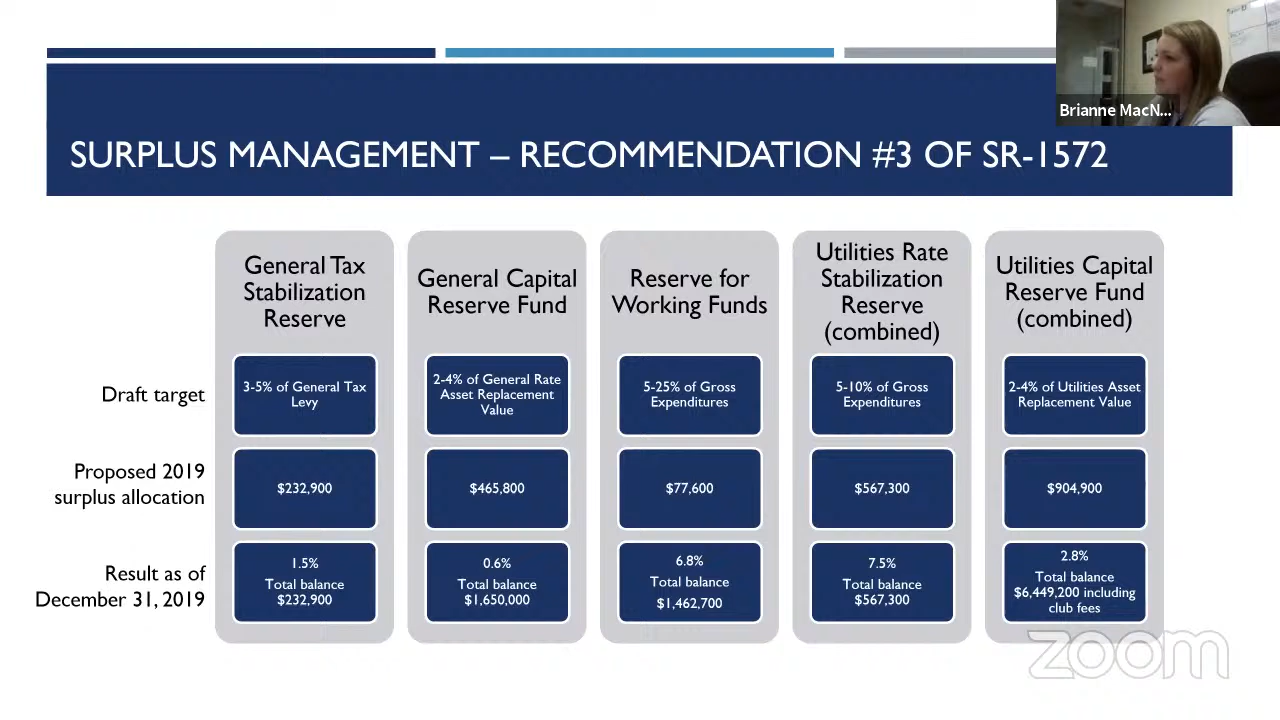 Brianne MacN...
SURPLUS MANAGEMENT – RECOMMENDATION #3 OF SR-1572
General Tax
Stabilization
Reserve
General Capital
Reserve Fund
Reserve for
Working Funds
Utilities Rate
Stabilization
Reserve
(combined)
Utilities Capital
Reserve Fund
(combined)
Draft target
3-5% of General Tax
Levy
2-4% of General Rate
Asset Replacement
Value
5-25% of Gross
Expenditures
5-10% of Gross
Expenditures
2-4% of Utilities Asset
Replacement Value
Proposed 2019
surplus allocation
$232,900
$465,800
$77,600
$567,300
$904,900
Result as of
December 31, 2019
1.5%
Total balance
$232,900
0.6%
Total balance
$1,650,000
6.8%
Total balance
$1,462,700
7.5%
Total balance
$567,300
2.8%
Total balance
$6,449,200 including
club fees
zoom